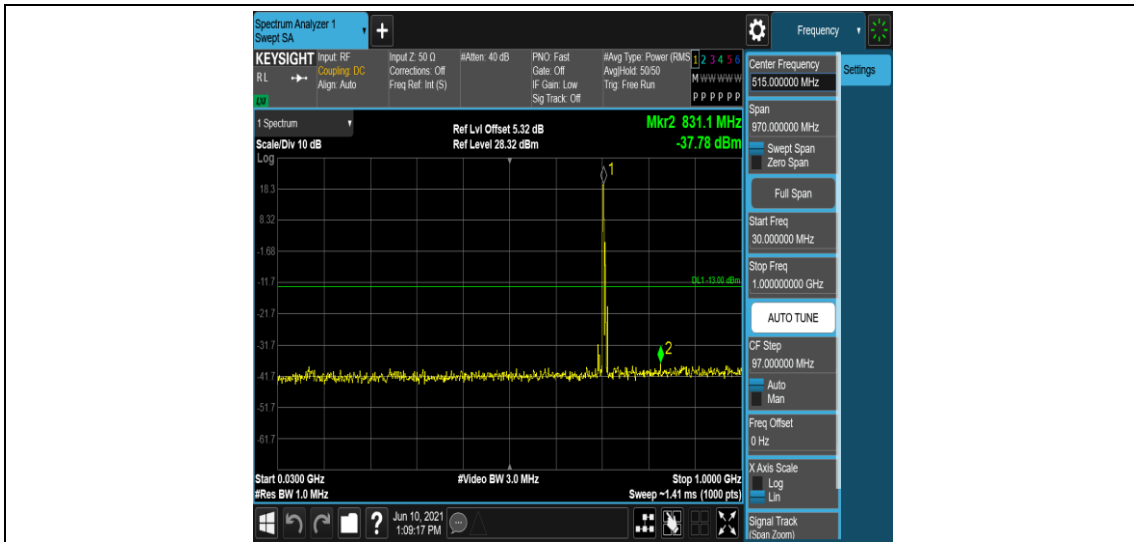 Spectrum Analyzer 1
Swept SA
+
Frequency
KEYSIGHT
RL
LXI
Input: RF
Coupling: DC
Align: Auto
Input Z: 50 Ω
Corrections: Off
Freq Ref: Int (S)
#Atten: 40 dB
PNO: Fast
Gate: Off
IF Gain: Low
Sig Track: Off
#Avg Type: Power (RMS
Avg|Hold: 50/50
Trig: Free Run
1 2 3 4 5 6
M W W W W W
P P P P P P
1 Spectrum
Scale/Div 10 dB
Log
Ref Lvl Offset 5.32 dB
Ref Level 28.32 dBm
Mkr2 831.1 MHz
-37.78 dBm
1
18.3
8.32
-1.68
-11.7
DL1 -13.00 dBm
-21.7
-31.7
2
-41.7
-51.7
-61.7
Start 0.0300 GHz
#Res BW 1.0 MHz
#Video BW 3.0 MHz
Stop 1.0000 GHz
Sweep ~1.41 ms (1000 pts)
?
Jun 10, 2021
1:09:17 PM
Center Frequency
515.000000 MHz
Settings
Span
970.000000 MHz
Swept Span
Zero Span
Full Span
Start Freq
30.000000 MHz
Stop Freq
1.000000000 GHz
AUTO TUNE
CF Step
97.000000 MHz
Auto
Man
Freq Offset
0 Hz
X Axis Scale
Log
Lin
Signal Track
(Span Zoom)